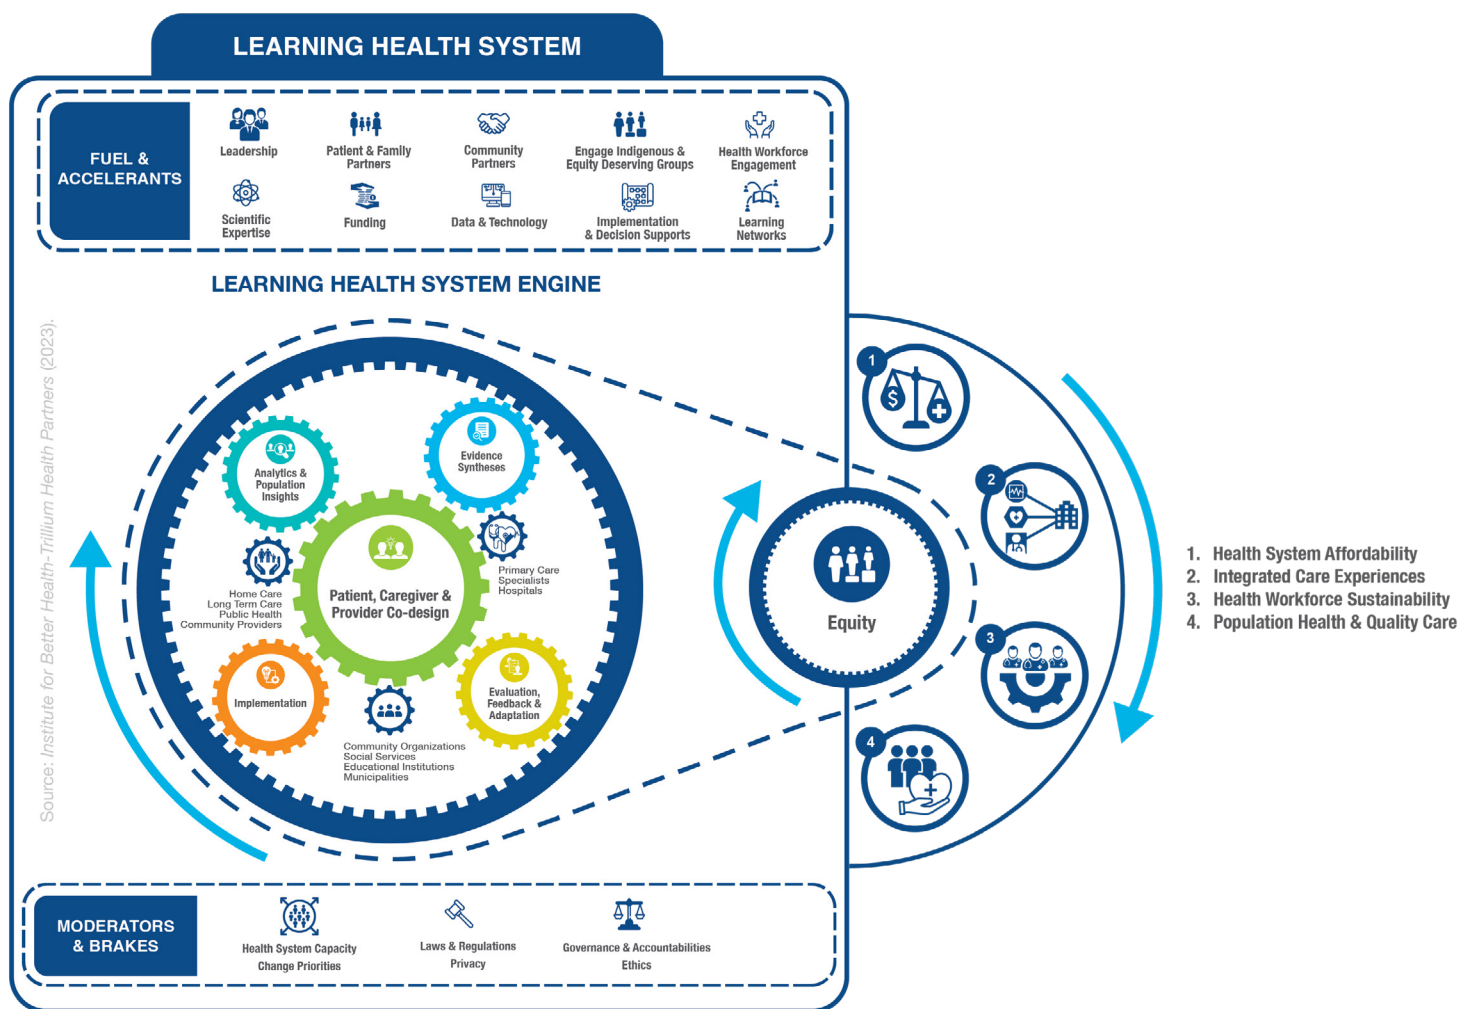 LEARNING HEALTH SYSTEM
FUEL &
ACCELERANTS
Leadership
Patient & Family
Partners
Community
Partners
Engage Indigenous &
Equity Deserving Groups
Health Workforce
Engagement
Scientific
Expertise
Funding
Data & Technology
Implementation
& Decision Supports
Learning
Networks
LEARNING HEALTH SYSTEM ENGINE
Source: Institute for Better Health-Trillium Health Partners (2023).
Analytics &
Population
Insights
Evidence
Syntheses
Home Care
Long Term Care
Public Health
Community Providers
Patient, Caregiver &
Provider Co-design
Primary Care
Specialists
Hospitals
Implementation
Evaluation,
Feedback &
Adaptation
Community Organizations
Social Services
Educational Institutions
Municipalities
Equity
1
$
2
3
4
1. Health System Affordability
2. Integrated Care Experiences
3. Health Workforce Sustainability
4. Population Health & Quality Care
MODERATORS
& BRAKES
Health System Capacity
Change Priorities
Laws & Regulations
Privacy
Governance & Accountabilities
Ethics